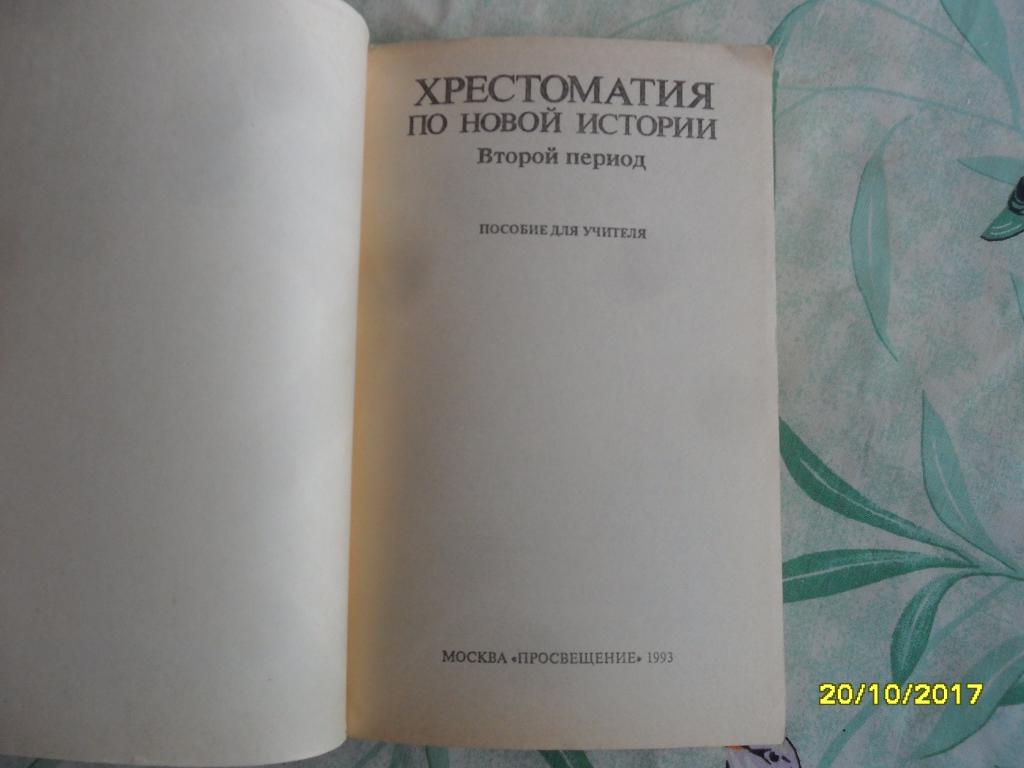 ХРЕСТОМАТИЯ
ПО НОВОЙ ИСТОРИИ
Второй период
ПОСОБИЕ ДЛЯ УЧИТЕЛЯ
МОСКВА «ПРОСВЕЩЕНИЕ» 1993
20/10/2017